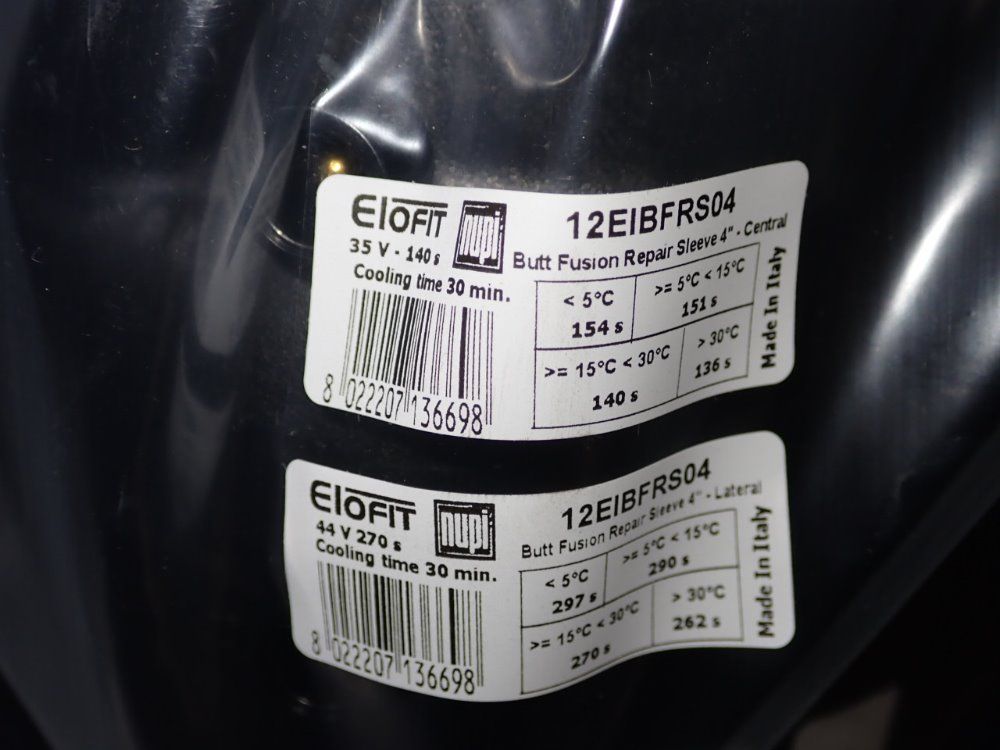 ElOFIT nupi
35 V - 140 s
Cooling time 30 min.
8 022207 136698
12EIBFRS04
Butt Fusion Repair Sleeve 4" - Central
< 5°C >= 5°C < 15°C
154 s 151 s
>= 15°C < 30°C > 30°C
140 s 136 s
Made In Italy
ElOFIT nupi
44 V 270 s
Cooling time 30 min.
8 022207 136698
12EIBFRS04
Butt Fusion Repair Sleeve 4" - Lateral
< 5°C >= 5°C < 15°C
297 s 290 s
>= 15°C < 30°C > 30°C
270 s 262 s
Made In Italy